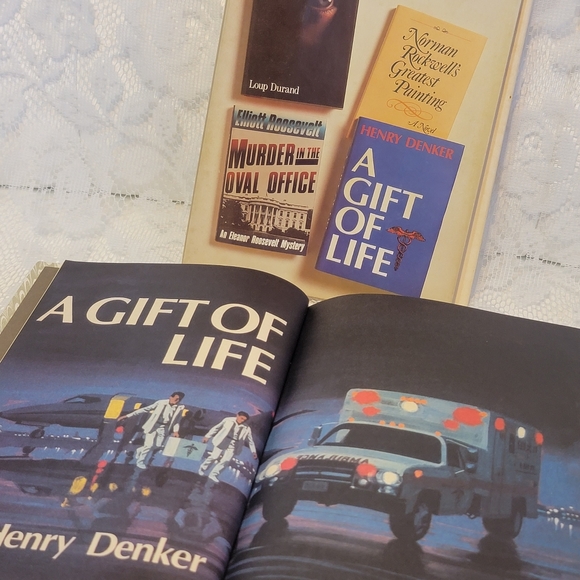 Loup Durand
Norman
Rockwell's
Greatest
Painting
A Novel
Elliott Roosevelt
MURDER IN THE
OVAL OFFICE
An Eleanor Roosevelt Mystery
HENRY DENKER
A
GIFT
OF
LIFE
A GIFT OF
LIFE
Henry Denker